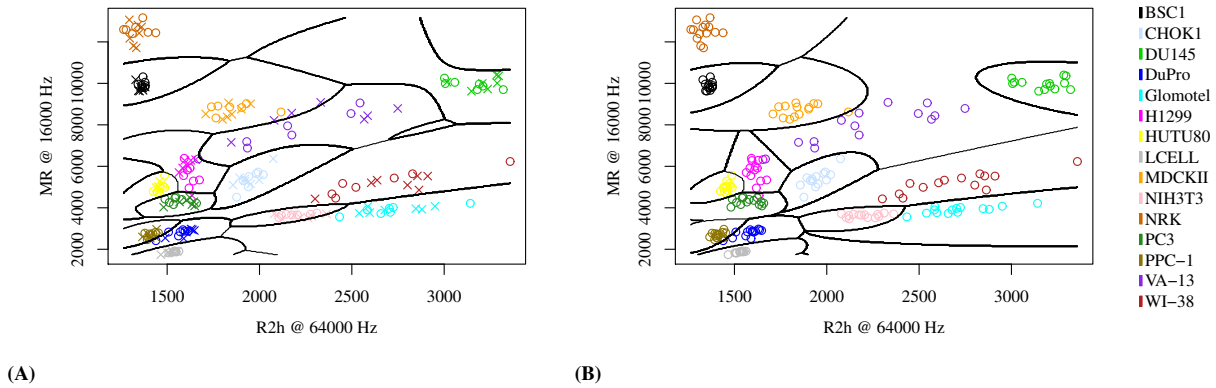 MR @ 16000 Hz
2000 4000 6000 8000 10000
1500 2000 2500 3000
R2h @ 64000 Hz
(A)
MR @ 16000 Hz
2000 4000 6000 8000 10000
1500 2000 2500 3000
R2h @ 64000 Hz
(B)
BSC1
CHOK1
DU145
DuPro
Glomotel
H1299
HUTU80
LCELL
MDCKII
NIH3T3
NRK
PC3
PPC−1
VA−13
WI−38